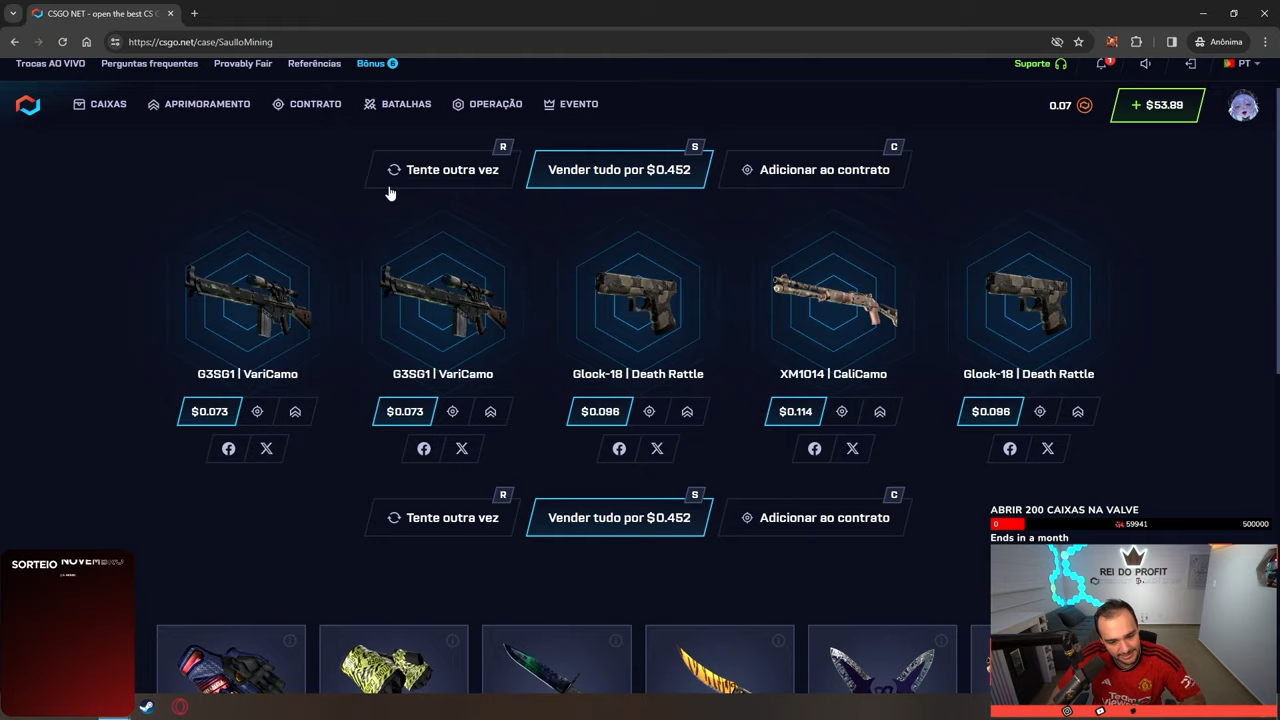 CSGO NET - open the best CS C
https://csgo.net/case/SaulloMining
Anônima
Trocas AO VIVO Perguntas frequentes Provably Fair Referências Bônus 6
Suporte 1 PT
CAIXAS APRIMORAMENTO CONTRATO BATALHAS OPERAÇÃO EVENTO
0.07 + $53.89
R S C
Tente outra vez Vender tudo por $0.452 Adicionar ao contrato
G3SG1 | VariCamo G3SG1 | VariCamo Glock-18 | Death Rattle XM1014 | CaliCamo Glock-18 | Death Rattle
$0.073 $0.073 $0.096 $0.114 $0.096
R S C
Tente outra vez Vender tudo por $0.452 Adicionar ao contrato
ABRIR 200 CAIXAS NA VALVE
0 59941 500000
Ends in a month
SORTEIO NOVEMBRO
REI DO PROFIT
TeamViewer